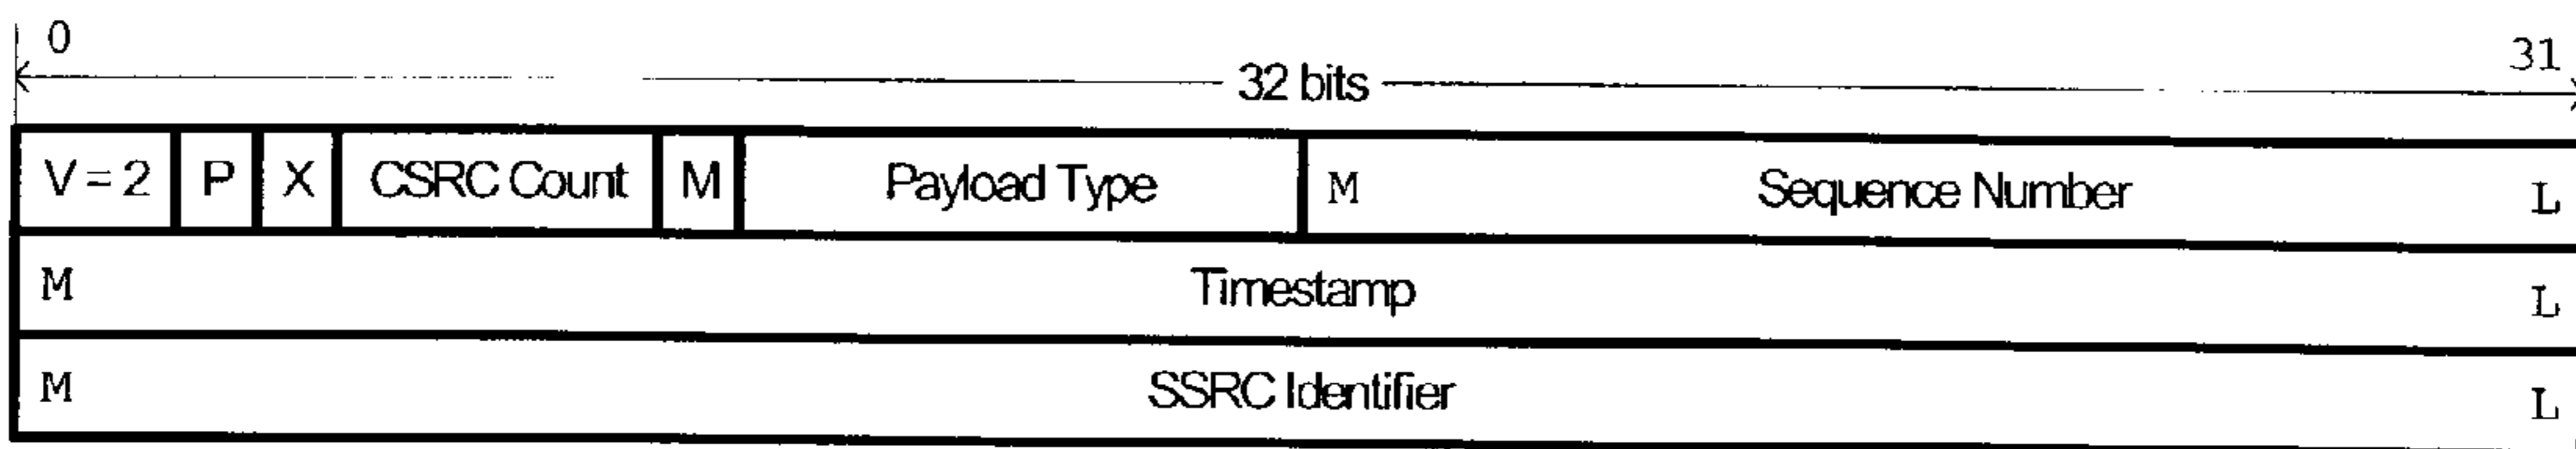 0 31
32 bits
V = 2 P X CSRC Count M Payload Type M Sequence Number L
M Timestamp L
M SSRC Identifier L